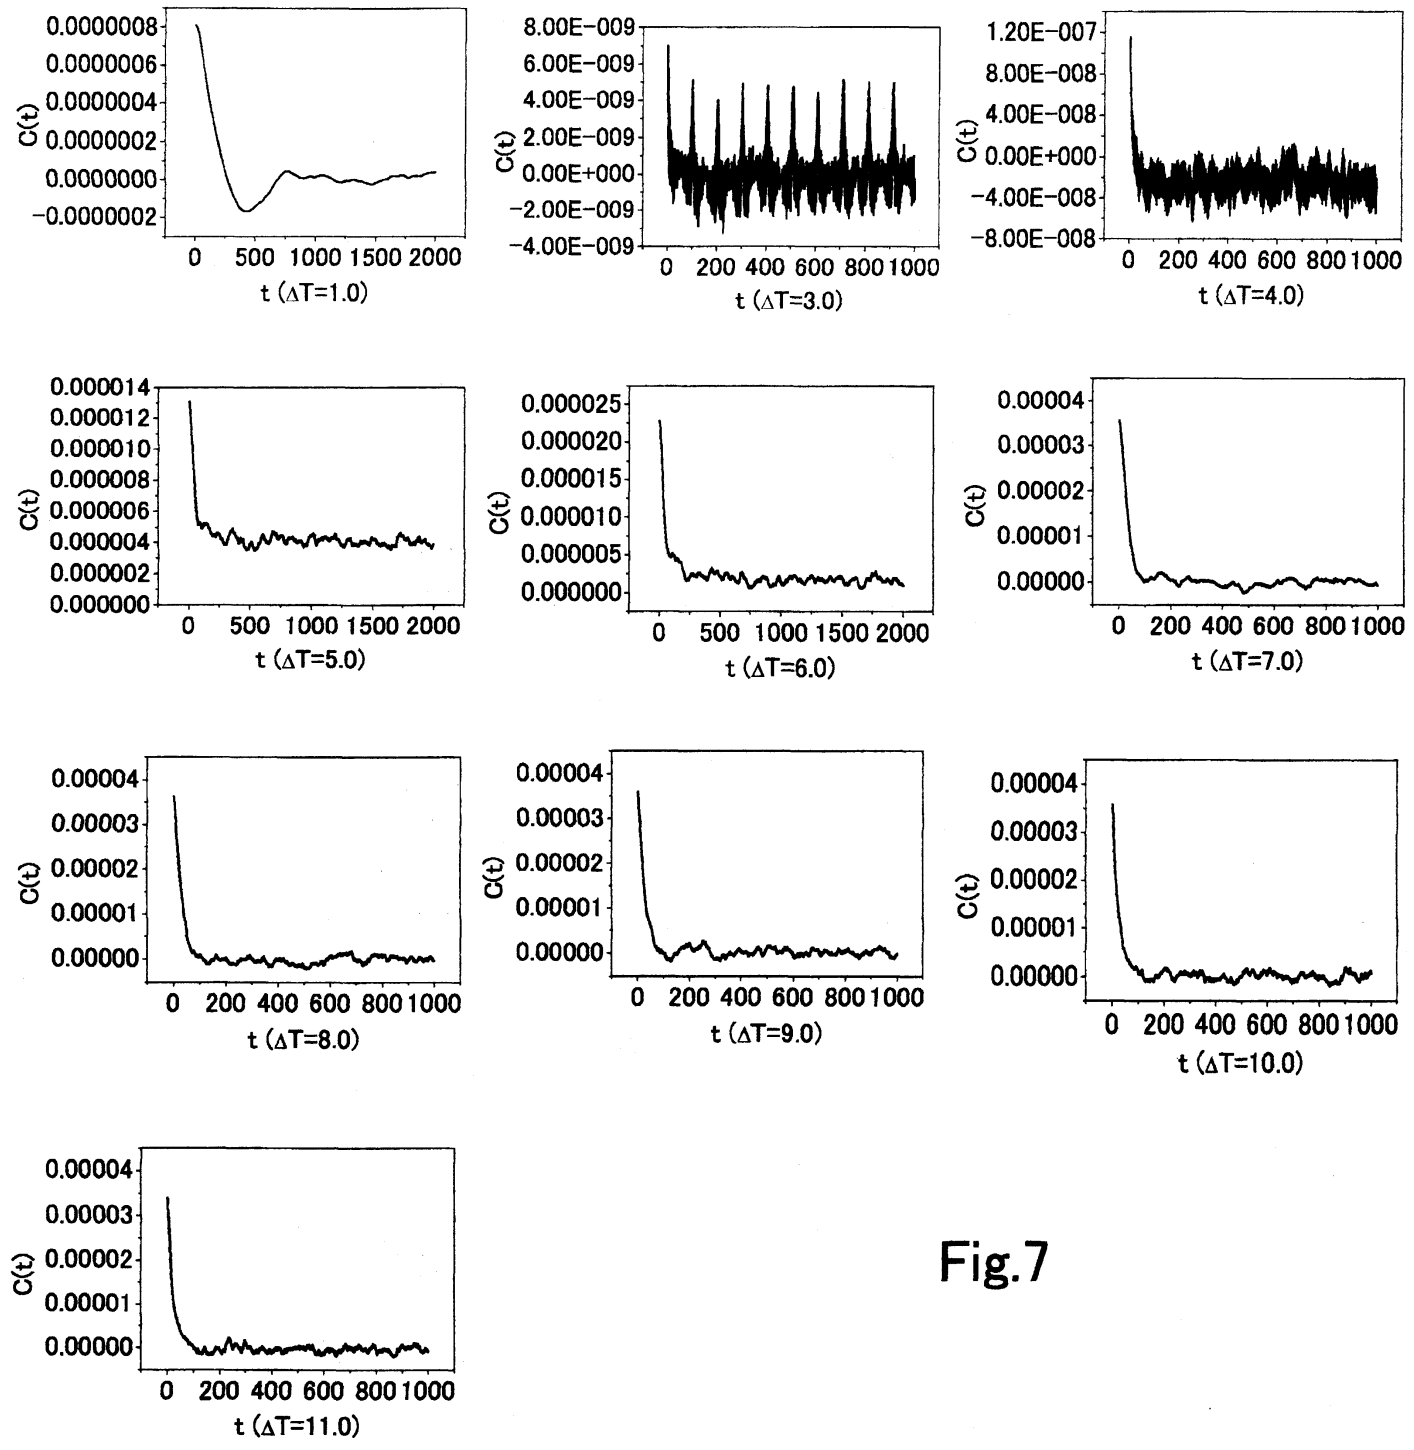 0.0000008
0.0000006
0.0000004
0.0000002
0.0000000
−0.0000002
C(t)
0 500 1000 1500 2000
t (ΔT=1.0)
8.00E−009
6.00E−009
4.00E−009
2.00E−009
0.00E+000
−2.00E−009
−4.00E−009
C(t)
0 200 400 600 800 1000
t (ΔT=3.0)
1.20E−007
8.00E−008
4.00E−008
0.00E+000
−4.00E−008
−8.00E−008
C(t)
0 200 400 600 800 1000
t (ΔT=4.0)
0.000014
0.000012
0.000010
0.000008
0.000006
0.000004
0.000002
0.000000
C(t)
0 500 1000 1500 2000
t (ΔT=5.0)
0.000025
0.000020
0.000015
0.000010
0.000005
0.000000
C(t)
0 500 1000 1500 2000
t (ΔT=6.0)
0.00004
0.00003
0.00002
0.00001
0.00000
C(t)
0 200 400 600 800 1000
t (ΔT=7.0)
0.00004
0.00003
0.00002
0.00001
0.00000
C(t)
0 200 400 600 800 1000
t (ΔT=8.0)
0.00004
0.00003
0.00002
0.00001
0.00000
C(t)
0 200 400 600 800 1000
t (ΔT=9.0)
0.00004
0.00003
0.00002
0.00001
0.00000
C(t)
0 200 400 600 800 1000
t (ΔT=10.0)
0.00004
0.00003
0.00002
0.00001
0.00000
C(t)
0 200 400 600 800 1000
t (ΔT=11.0)
Fig.7